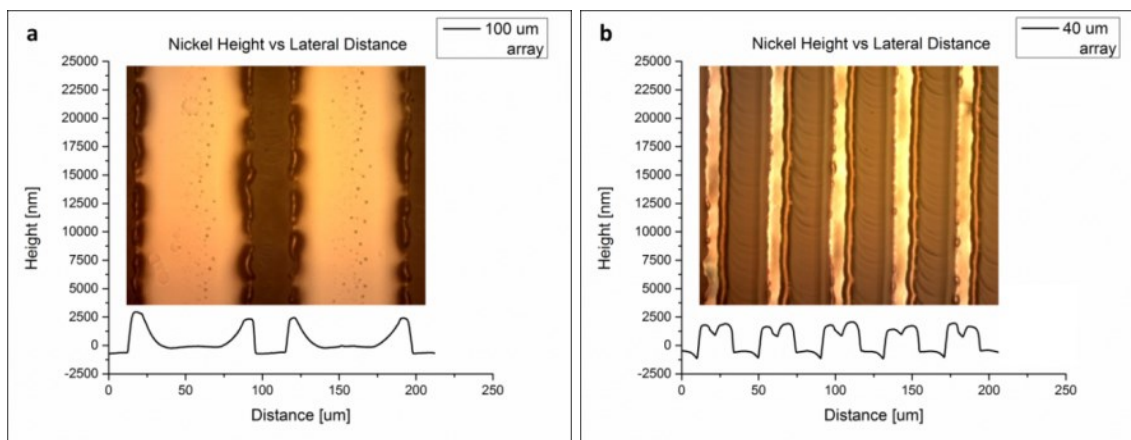 a
100 um
array
Nickel Height vs Lateral Distance
25000
22500
20000
17500
15000
12500
10000
7500
5000
2500
0
-2500
Height [nm]
0 50 100 150 200 250
Distance [um]
b
40 um
array
Nickel Height vs Lateral Distance
25000
22500
20000
17500
15000
12500
10000
7500
5000
2500
0
-2500
Height [nm]
0 50 100 150 200 250
Distance [um]